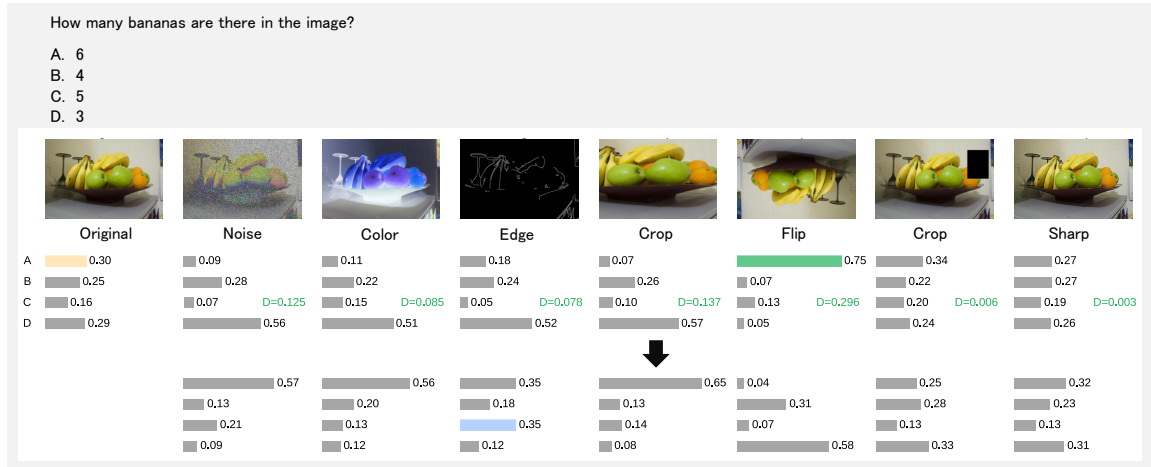 How many bananas are there in the image?
A. 6
B. 4
C. 5
D. 3
Original Noise Color Edge Crop Flip Crop Sharp
A 0.30 0.09 0.11 0.18 0.07 0.75 0.34 0.27
B 0.25 0.28 0.22 0.24 0.26 0.07 0.22 0.27
C 0.16 0.07 D=0.125 0.15 D=0.085 0.05 D=0.078 0.10 D=0.137 0.13 D=0.296 0.20 D=0.006 0.19 D=0.003
D 0.29 0.56 0.51 0.52 0.57 0.05 0.24 0.26
0.57 0.56 0.35 0.65 0.04 0.25 0.32
0.13 0.20 0.18 0.13 0.31 0.28 0.23
0.21 0.13 0.35 0.14 0.07 0.13 0.13
0.09 0.12 0.12 0.08 0.58 0.33 0.31